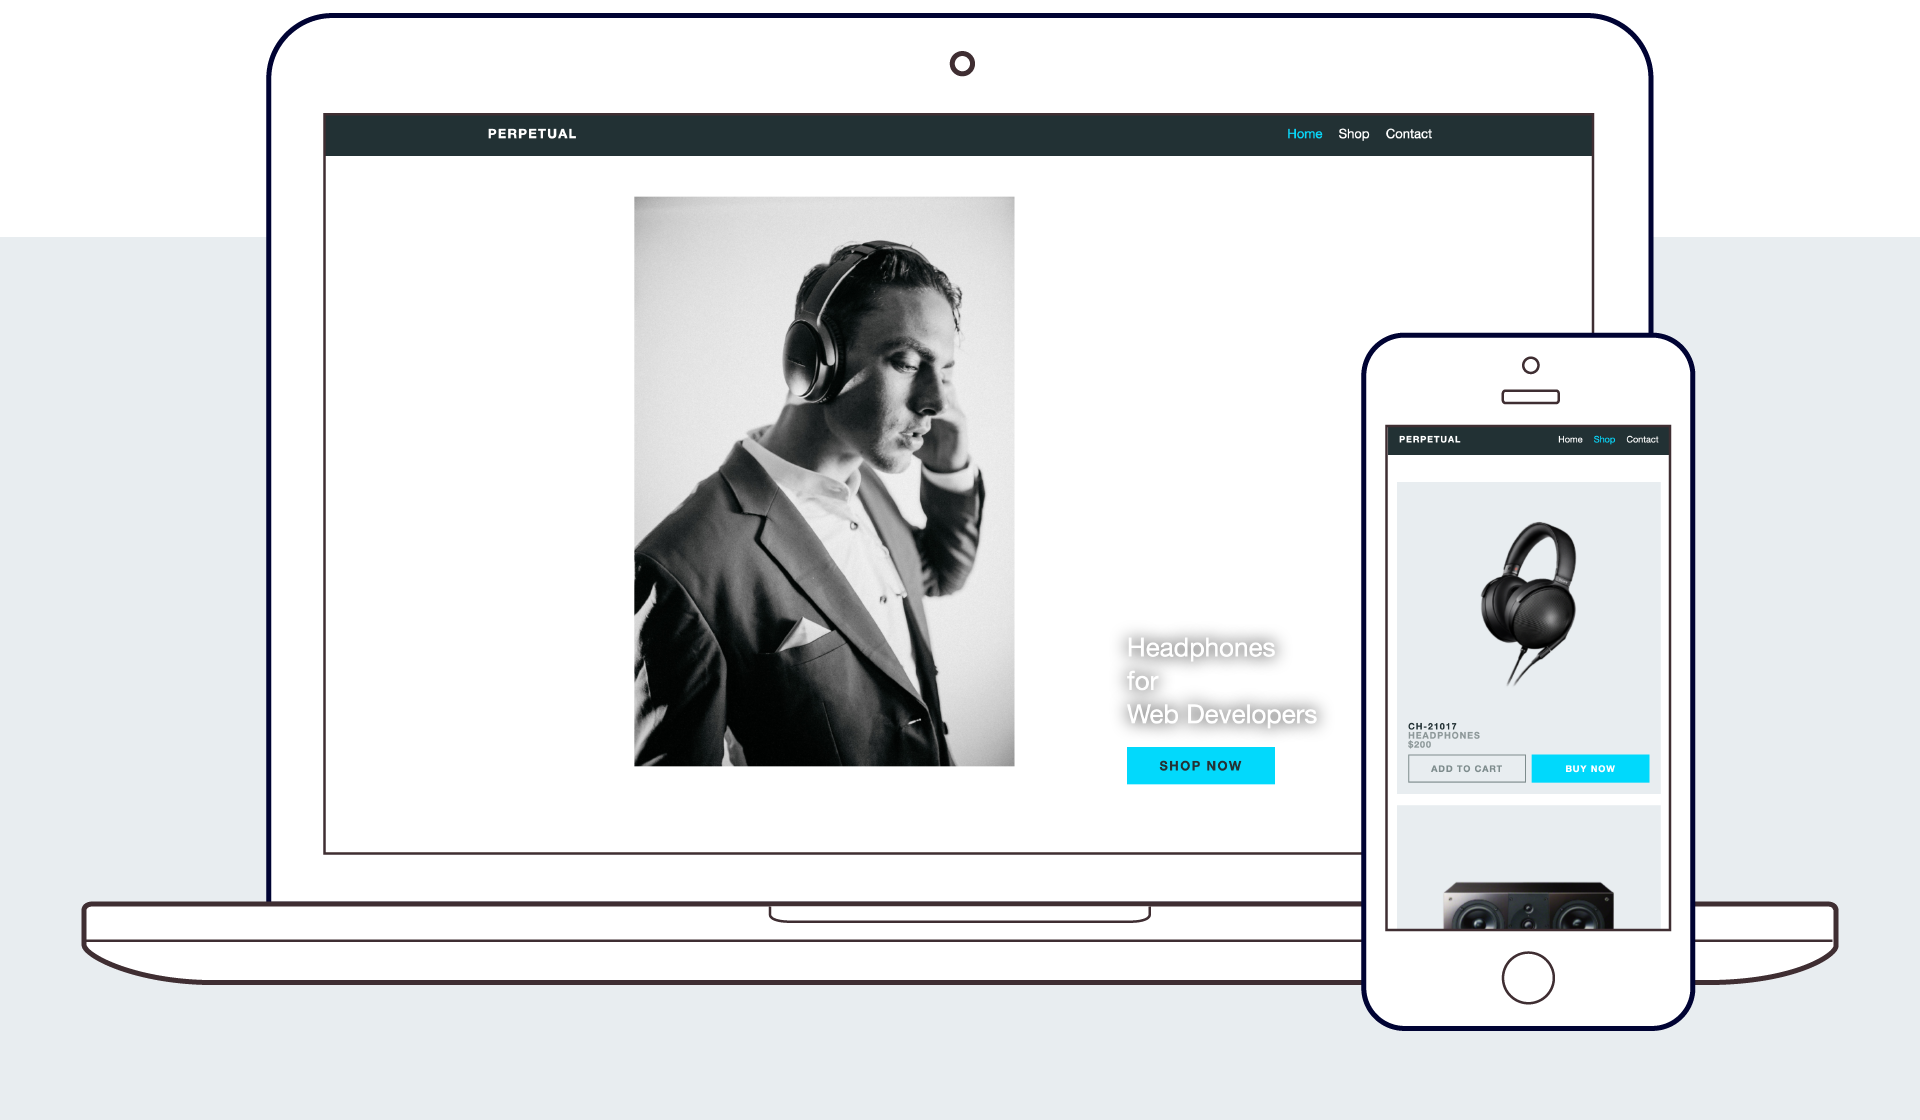 PERPETUAL
Home Shop Contact
Headphones
for
Web Developers
SHOP NOW
PERPETUAL
Home Shop Contact
CH-21017
HEADPHONES
$200
ADD TO CART
BUY NOW